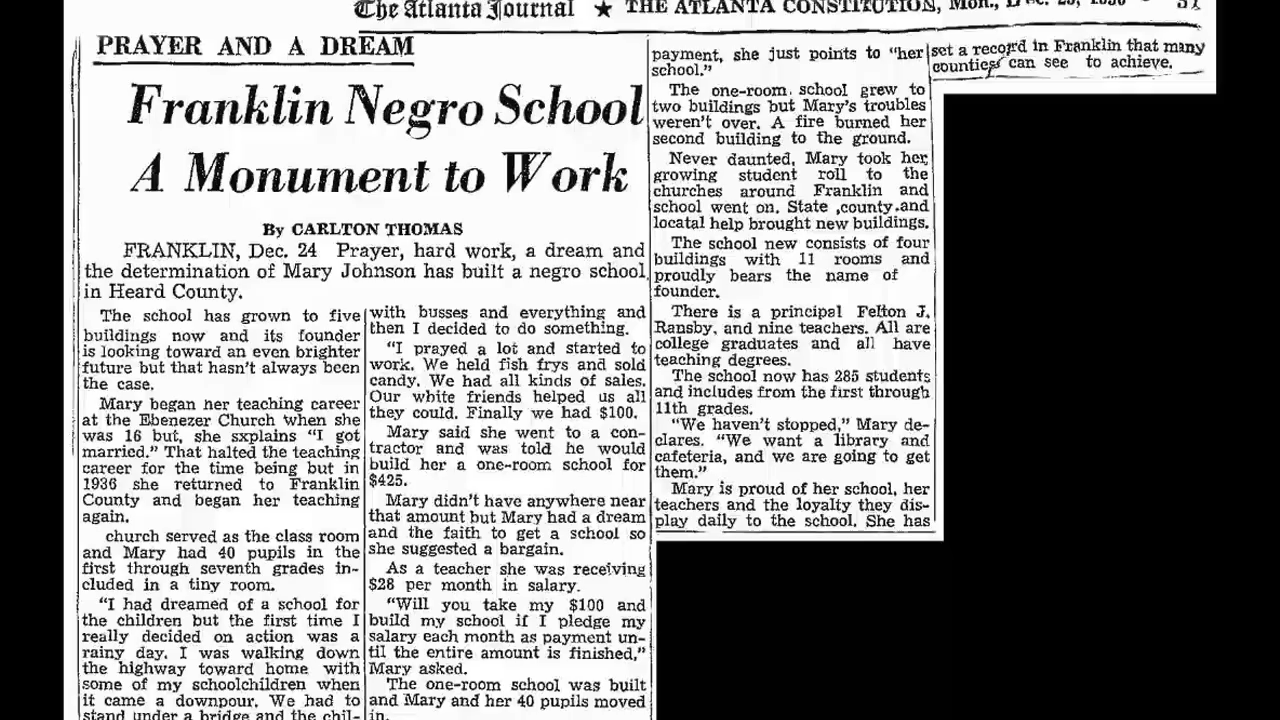 The Atlanta Journal ★ THE ATLANTA CONSTITUTION, Mon.,
PRAYER AND A DREAM
Franklin Negro School
A Monument to Work
By CARLTON THOMAS
FRANKLIN, Dec. 24 Prayer, hard work, a dream and
the determination of Mary Johnson has built a negro school
in Heard County.
The school has grown to five
buildings now and its founder
is looking toward an even brighter
future but that hasn't always been
the case.
Mary began her teaching career
at the Ebenezer Church when she
was 16 but, she sxplains "I got
married." That halted the teaching
career for the time being but in
1936 she returned to Franklin
County and began her teaching
again.
church served as the class room
and Mary had 40 pupils in the
first through seventh grades in-
cluded in a tiny room.
"I had dreamed of a school for
the children but the first time I
really decided on action was a
rainy day. I was walking down
the highway toward home with
some of my schoolchildren when
it came a downpour. We had to
stand under a bridge and the chil-
with busses and everything and
then I decided to do something.
"I prayed a lot and started to
work. We held fish frys and sold
candy. We had all kinds of sales.
Our white friends helped us all
they could. Finally we had $100.
Mary said she went to a con-
tractor and was told he would
build her a one-room school for
$425.
Mary didn't have anywhere near
that amount but Mary had a dream
and the faith to get a school so
she suggested a bargain.
As a teacher she was receiving
$28 per month in salary.
"Will you take my $100 and
build my school if I pledge my
salary each month as payment un-
til the entire amount is finished,"
Mary asked.
The one-room school was built
and Mary and her 40 pupils moved
in.
payment, she just points to "her
school."
The one-room school grew to
two buildings but Mary's troubles
weren't over. A fire burned her
second building to the ground.
Never daunted, Mary took her
growing student roll to the
churches around Franklin and
school went on. State ,county.and
locatal help brought new buildings.
The school new consists of four
buildings with 11 rooms and
proudly bears the name of
founder.
There is a principal Felton J.
Ransby, and nine teachers. All are
college graduates and all have
teaching degrees.
The school now has 285 students
and includes from the first through
11th grades.
"We haven't stopped," Mary de-
clares. "We want a library and
cafeteria, and we are going to get
them."
Mary is proud of her school, her
teachers and the loyalty they dis-
play daily to the school. She has
set a record in Franklin that many
counties can see to achieve.